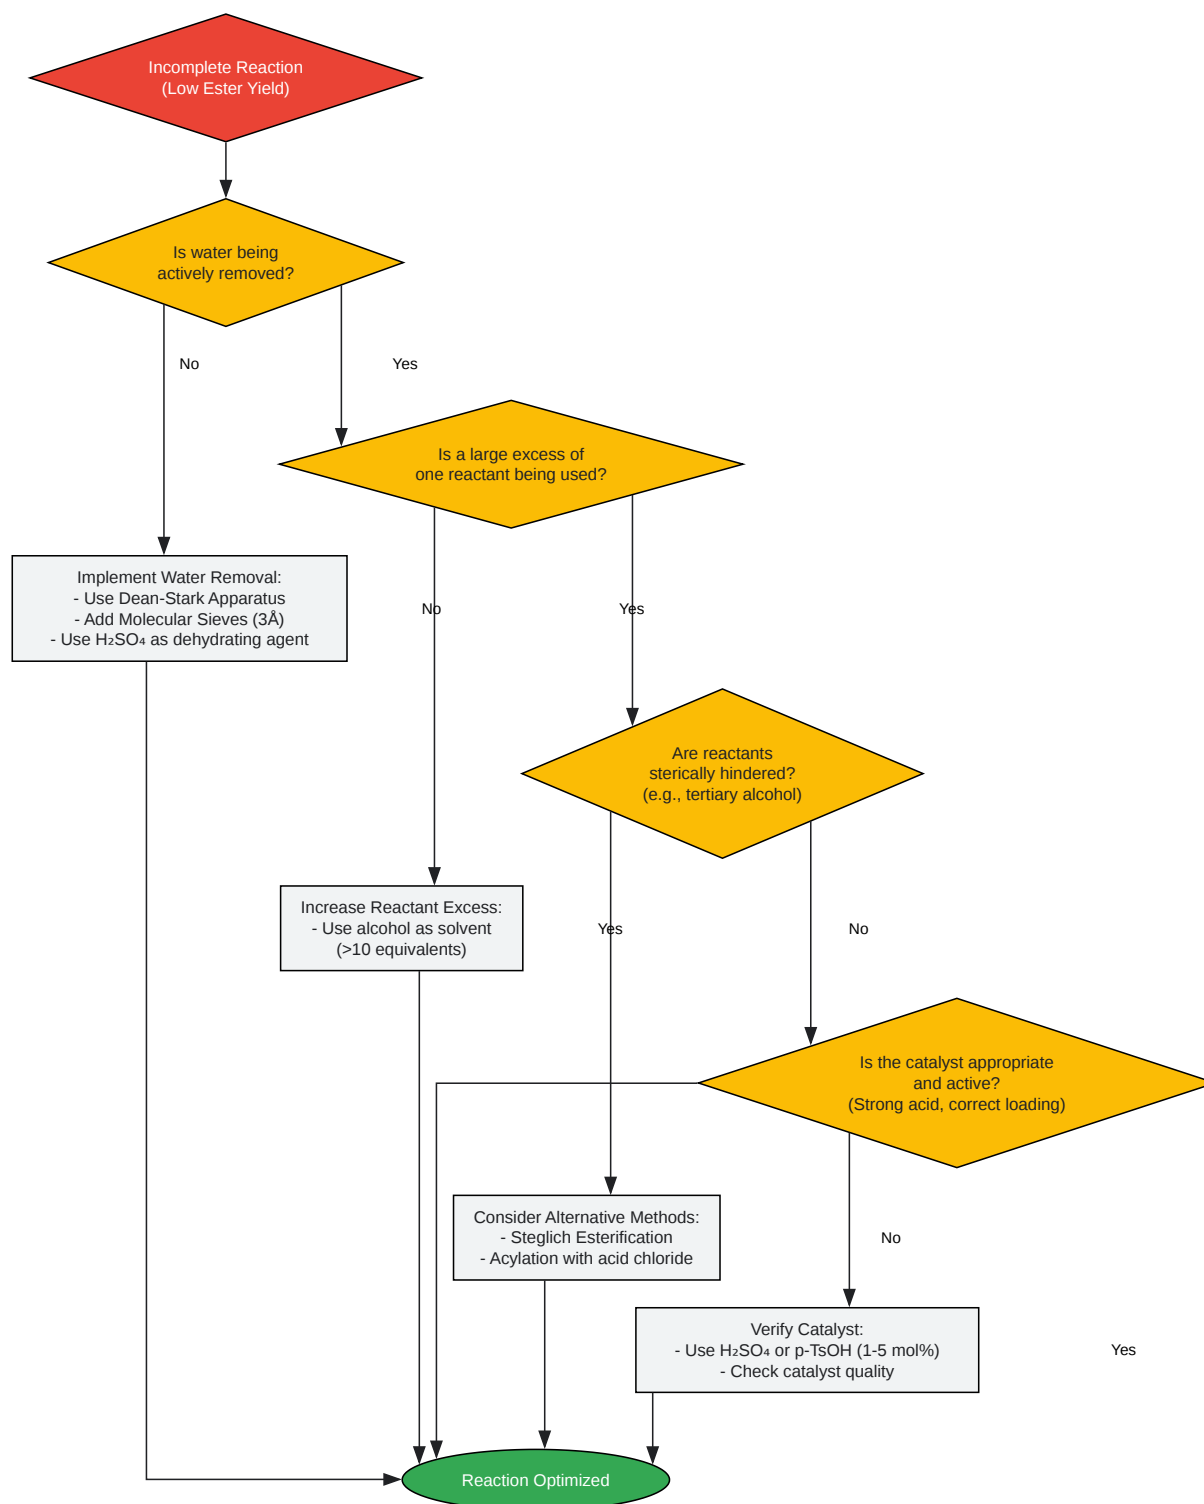 Incomplete Reaction
(Low Ester Yield)
Is water being
actively removed?
No
Yes
Is a large excess of
one reactant being used?
Implement Water Removal:
- Use Dean-Stark Apparatus
- Add Molecular Sieves (3Å)
- Use H₂SO₄ as dehydrating agent
No
Yes
Are reactants
sterically hindered?
(e.g., tertiary alcohol)
Increase Reactant Excess:
- Use alcohol as solvent
(>10 equivalents)
Yes
No
Is the catalyst appropriate
and active?
(Strong acid, correct loading)
Consider Alternative Methods:
- Steglich Esterification
- Acylation with acid chloride
No
Verify Catalyst:
- Use H₂SO₄ or p-TsOH (1-5 mol%)
- Check catalyst quality
Yes
Reaction Optimized